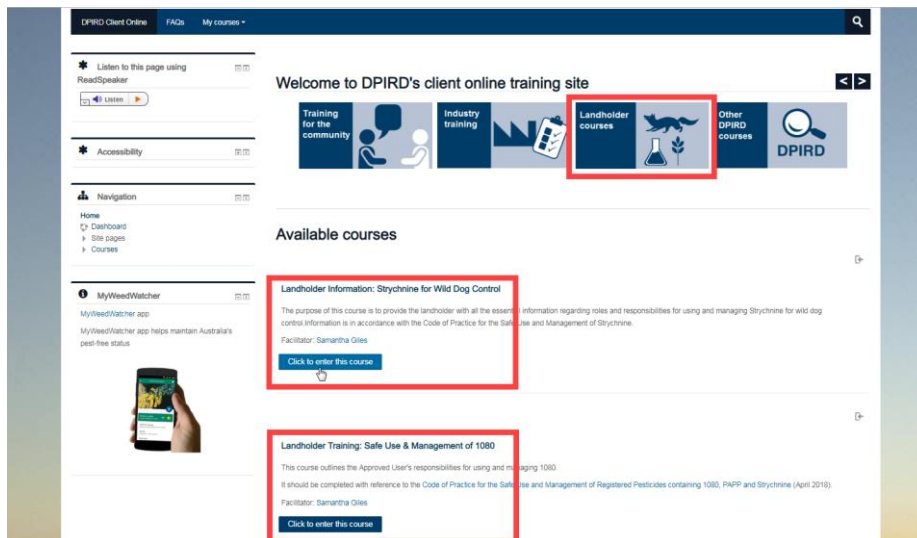 DPIRD Client Online FAQs My courses
Listen to this page using
ReadSpeaker
Listen
Accessibility
Navigation
Home
Dashboard
Site pages
Courses
MyWeedWatcher
MyWeedWatcher app
MyWeedWatcher app helps maintain Australia's
pest-free status
Welcome to DPIRD's client online training site
Training
for the
community
Industry
training
Landholder
courses
Other
DPIRD
courses
DPIRD
Available courses
Landholder Information: Strychnine for Wild Dog Control
The purpose of this course is to provide the landholder with all the essential information regarding roles and responsibilities for using and managing Strychnine for wild dog
control.Information is in accordance with the Code of Practice for the Safe Use and Management of Strychnine.
Facilitator: Samantha Giles
Click to enter this course
Landholder Training: Safe Use & Management of 1080
This course outlines the Approved User's responsibilities for using and managing 1080.
It should be completed with reference to the Code of Practice for the Safe Use and Management of Registered Pesticides containing 1080, PAPP and Strychnine (April 2018).
Facilitator: Samantha Giles
Click to enter this course